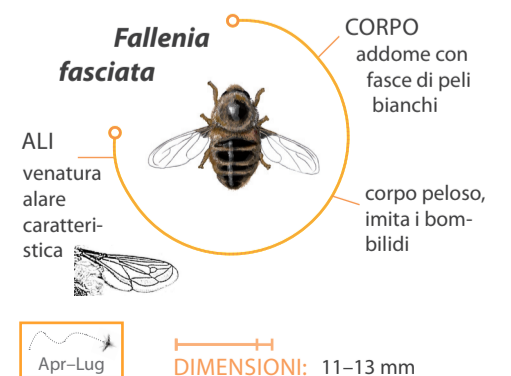 Fallenia
fasciata
CORPO
addome con
fasce di peli
bianchi
ALI
venatura
alare
caratteri-
stica
corpo peloso,
imita i bom-
bilidi
Apr–Lug
DIMENSIONI: 11–13 mm